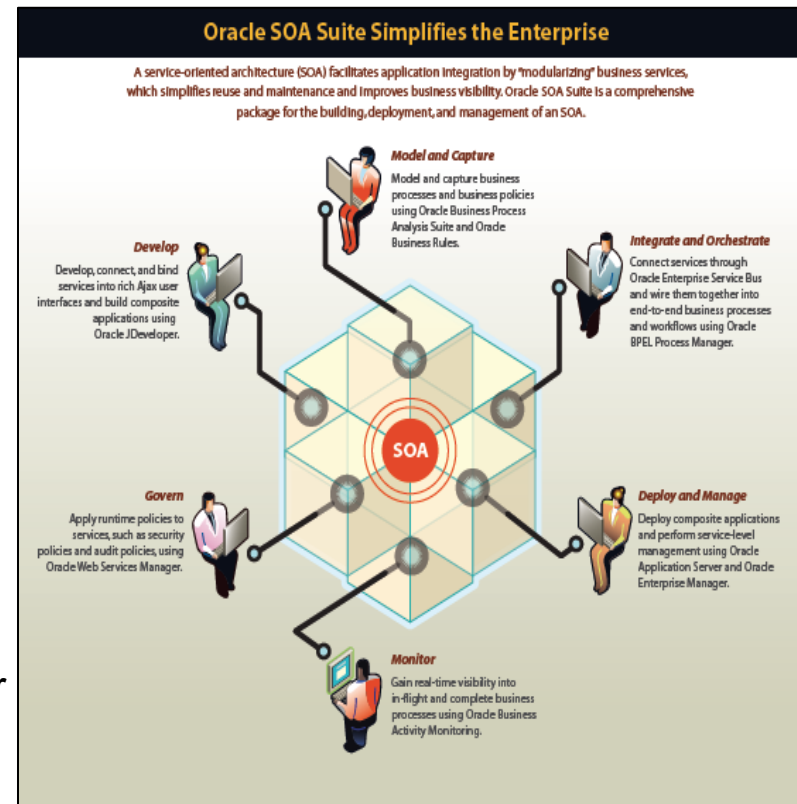 Oracle SOA Suite Simplifies the Enterprise
A service-oriented architecture (SOA) facilitates application integration by "modularizing" business services,
which simplifies reuse and maintenance and improves business visibility. Oracle SOA Suite is a comprehensive
package for the building, deployment, and management of an SOA.
Model and Capture
Model and capture business
processes and business policies
using Oracle Business Process
Analysis Suite and Oracle
Business Rules.
Develop
Develop, connect, and bind
services into rich Ajax user
interfaces and build composite
applications using
Oracle JDeveloper.
Integrate and Orchestrate
Connect services through
Oracle Enterprise Service Bus
and wire them together into
end-to-end business processes
and workflows using Oracle
BPEL Process Manager.
SOA
Govern
Apply runtime policies to
services, such as security
policies and audit policies, using
Oracle Web Services Manager.
Deploy and Manage
Deploy composite applications
and perform service-level
management using Oracle
Application Server and Oracle
Enterprise Manager.
Monitor
Gain real-time visibility into
in-flight and complete business
processes using Oracle Business
Activity Monitoring.
r